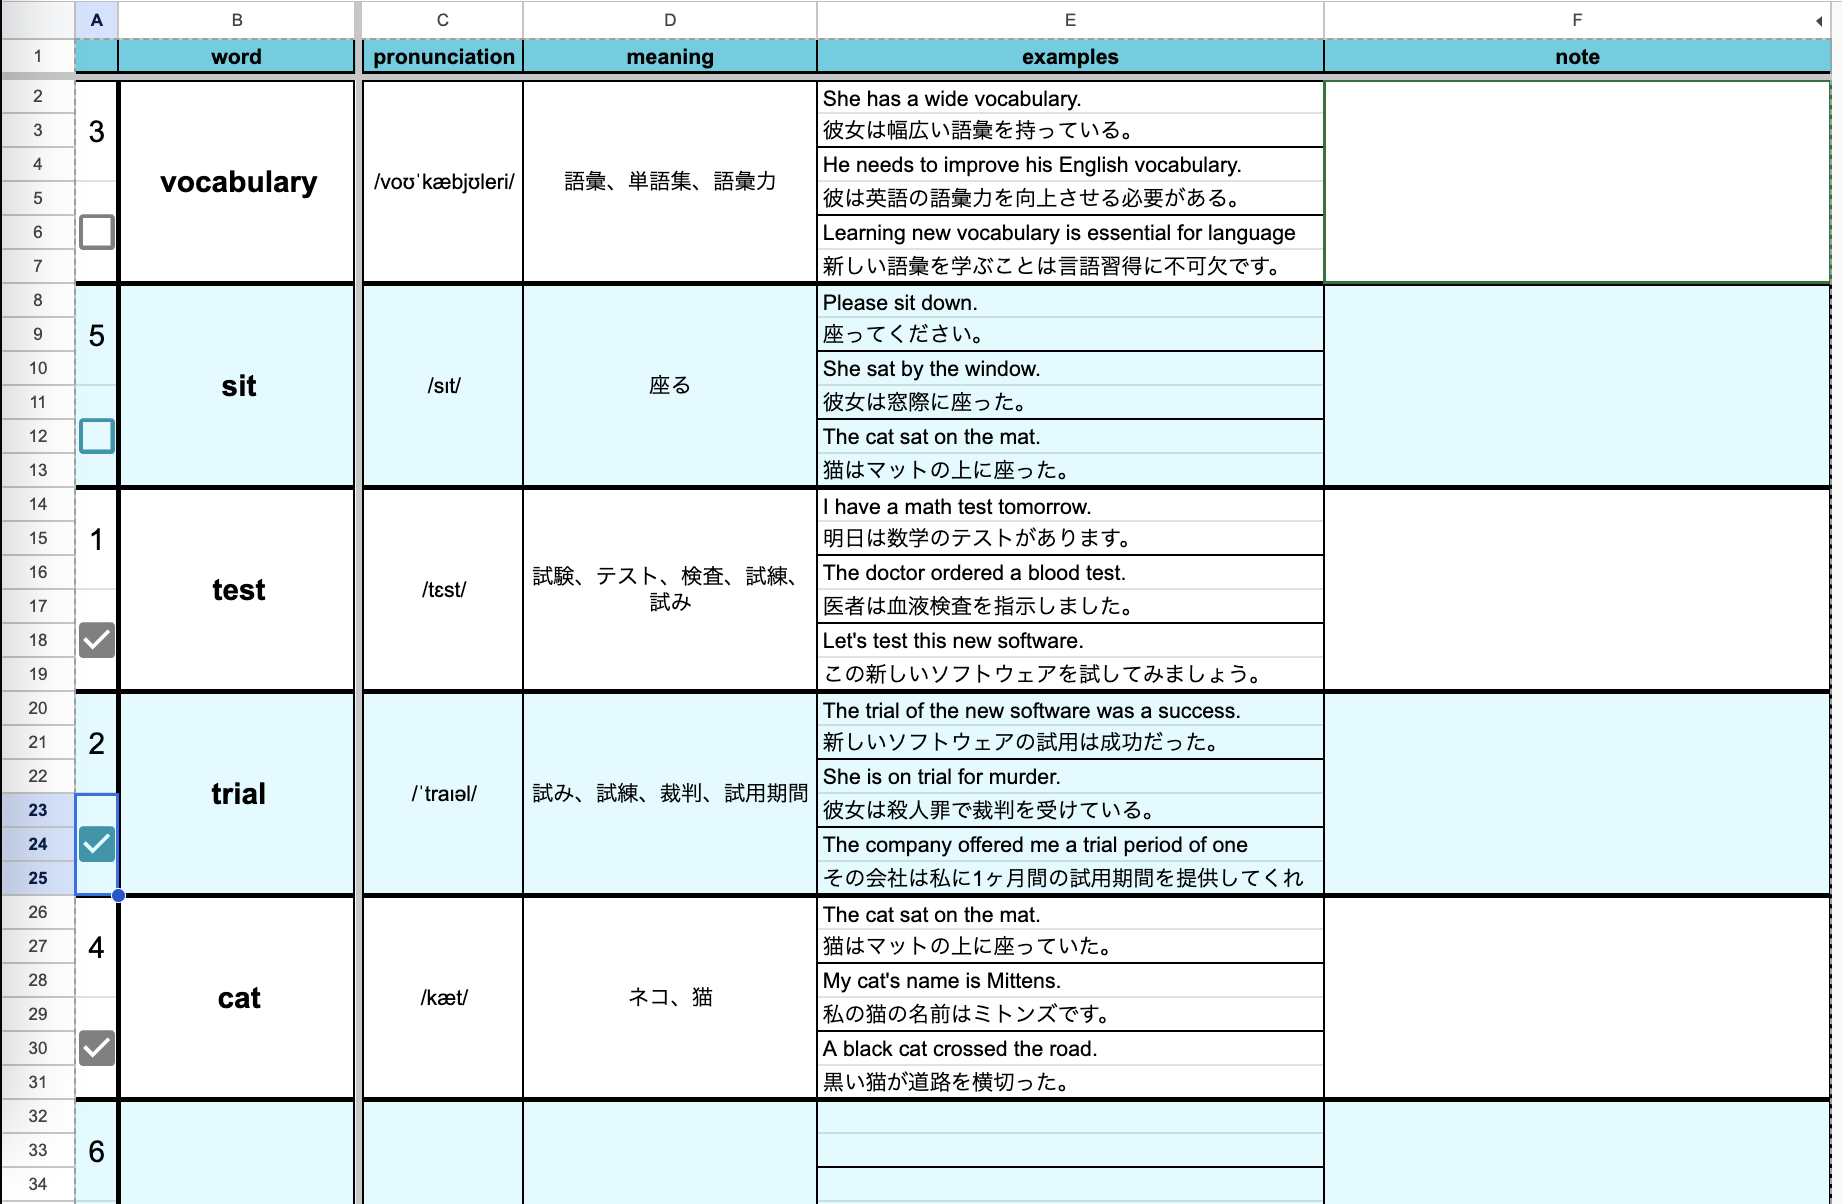 A B C D E F
1 word pronunciation meaning examples note
2 She has a wide vocabulary.
3 3 彼女は幅広い語彙を持っている。
4 He needs to improve his English vocabulary.
vocabulary /voʊˈkæbjʊleri/ 語彙、単語集、語彙力
5 彼は英語の語彙力を向上させる必要がある。
6 Learning new vocabulary is essential for language
7 新しい語彙を学ぶことは言語習得に不可欠です。
8 Please sit down.
9 5 座ってください。
10 She sat by the window.
sit /sɪt/ 座る
11 彼女は窓際に座った。
12 The cat sat on the mat.
13 猫はマットの上に座った。
14 I have a math test tomorrow.
15 1 明日は数学のテストがあります。
16 The doctor ordered a blood test.
test /tɛst/ 試験、テスト、検査、試練、
試み
17 医者は血液検査を指示しました。
18 Let's test this new software.
19 この新しいソフトウェアを試してみましょう。
20 The trial of the new software was a success.
21 2 新しいソフトウェアの試用は成功だった。
22 She is on trial for murder.
trial /ˈtraɪəl/ 試み、試練、裁判、試用期間
23 彼女は殺人罪で裁判を受けている。
24 The company offered me a trial period of one
25 その会社は私に1ヶ月間の試用期間を提供してくれ
26 The cat sat on the mat.
27 4 猫はマットの上に座っていた。
28 My cat's name is Mittens.
cat /kæt/ ネコ、猫
29 私の猫の名前はミトンズです。
30 A black cat crossed the road.
31 黒い猫が道路を横切った。
32
33 6
34